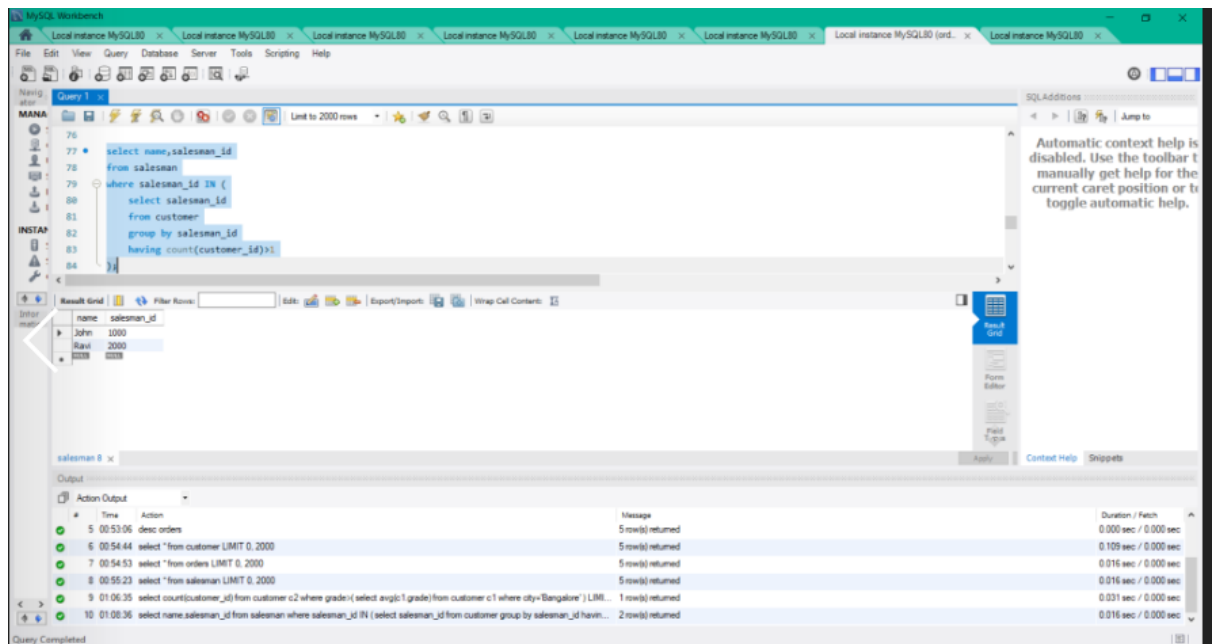 MySQL Workbench
Local instance MySQL80 Local instance MySQL80 Local instance MySQL80 Local instance MySQL80 Local instance MySQL80 Local instance MySQL80 Local instance MySQL80 (ord.. Local instance MySQL80
File Edit View Query Database Server Tools Scripting Help
Navig
ator
Query 1
SQLAdditions
MANA
Limit to 2000 rows
Jump to
76
77 select name,salesman_id
78 from salesman
79 where salesman_id IN (
80 select salesman_id
81 from customer
82 group by salesman_id
83 having count(customer_id)>1
84 );
INSTAN
Automatic context help is
disabled. Use the toolbar t
manually get help for the
current caret position or to
toggle automatic help.
Result Grid Filter Rows: Edit: Export/Import: Wrap Cell Content:
Infor
name salesman_id
John 1000
Ravi 2000
NULL NULL
Result
Grid
Form
Editor
Field
Types
salesman 8
Apply
Context Help Snippets
Output
Action Output
# Time Action Message Duration / Fetch
5 00:53:06 desc orders 5 row(s) returned 0.000 sec / 0.000 sec
6 00:54:44 select *from customer LIMIT 0, 2000 5 row(s) returned 0.109 sec / 0.000 sec
7 00:54:53 select *from orders LIMIT 0, 2000 5 row(s) returned 0.016 sec / 0.000 sec
8 00:55:23 select *from salesman LIMIT 0, 2000 5 row(s) returned 0.016 sec / 0.000 sec
9 01:06:35 select count(customer_id) from customer c2 where grade>( select avg(c1.grade) from customer c1 where city='Bangalore' ) LIMI... 1 row(s) returned 0.031 sec / 0.000 sec
10 01:08:36 select name,salesman_id from salesman where salesman_id IN ( select salesman_id from customer group by salesman_id havin... 2 row(s) returned 0.016 sec / 0.000 sec
Query Completed